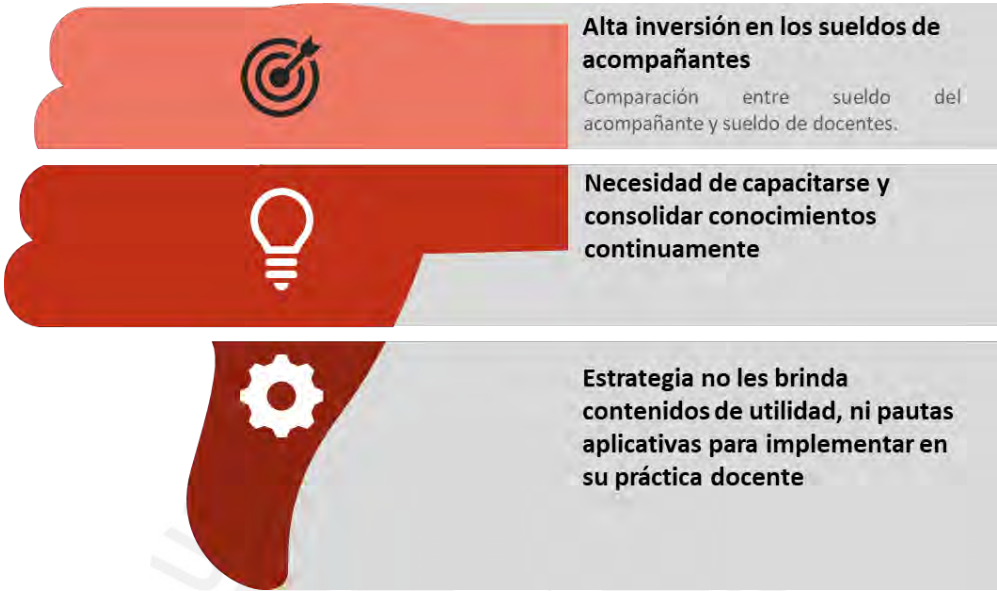 Alta inversión en los sueldos de
acompañantes
Comparación entre sueldo del
acompañante y sueldo de docentes.
Necesidad de capacitarse y
consolidar conocimientos
continuamente
Estrategia no les brinda
contenidos de utilidad, ni pautas
aplicativas para implementar en
su práctica docente